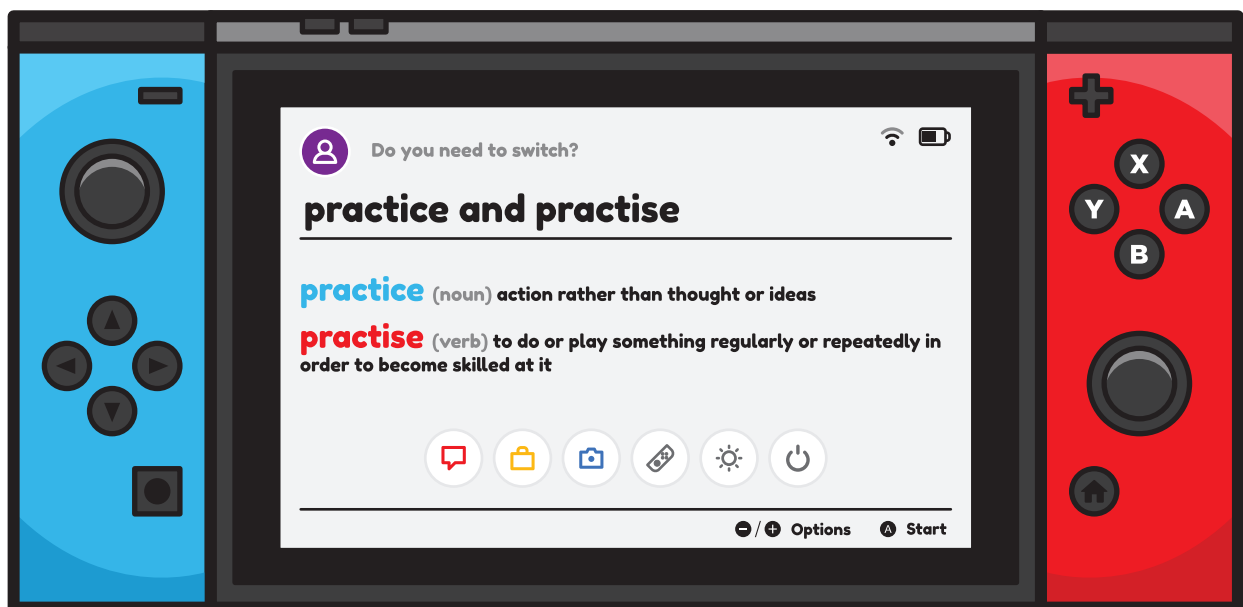 Do you need to switch?
practice and practise
practice (noun) action rather than thought or ideas
practise (verb) to do or play something regularly or repeatedly in
order to become skilled at it
X
Y
A
B
-/+ Options
A Start